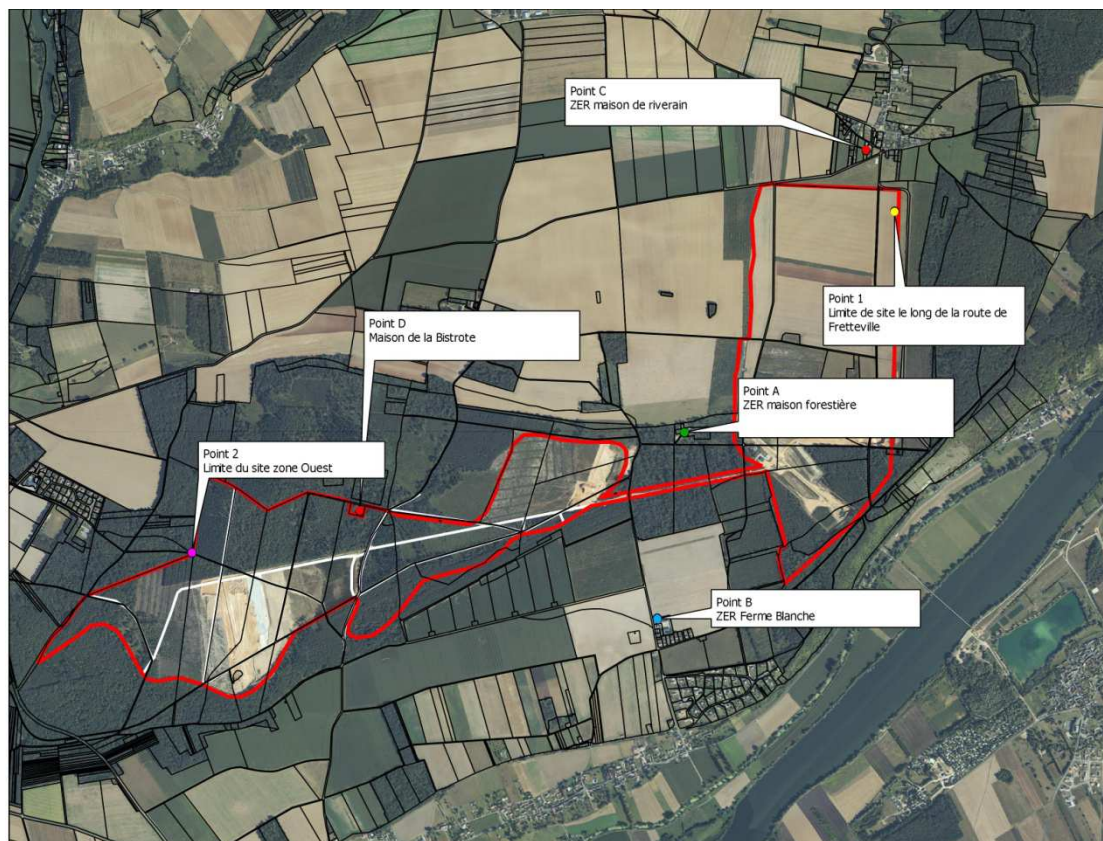 Point C
ZER maison de riverain
Point 1
Limite de site le long de la route de
Fretteville
Point D
Maison de la Bistrote
Point A
ZER maison forestière
Point 2
Limite du site zone Ouest
Point B
ZER Ferme Blanche